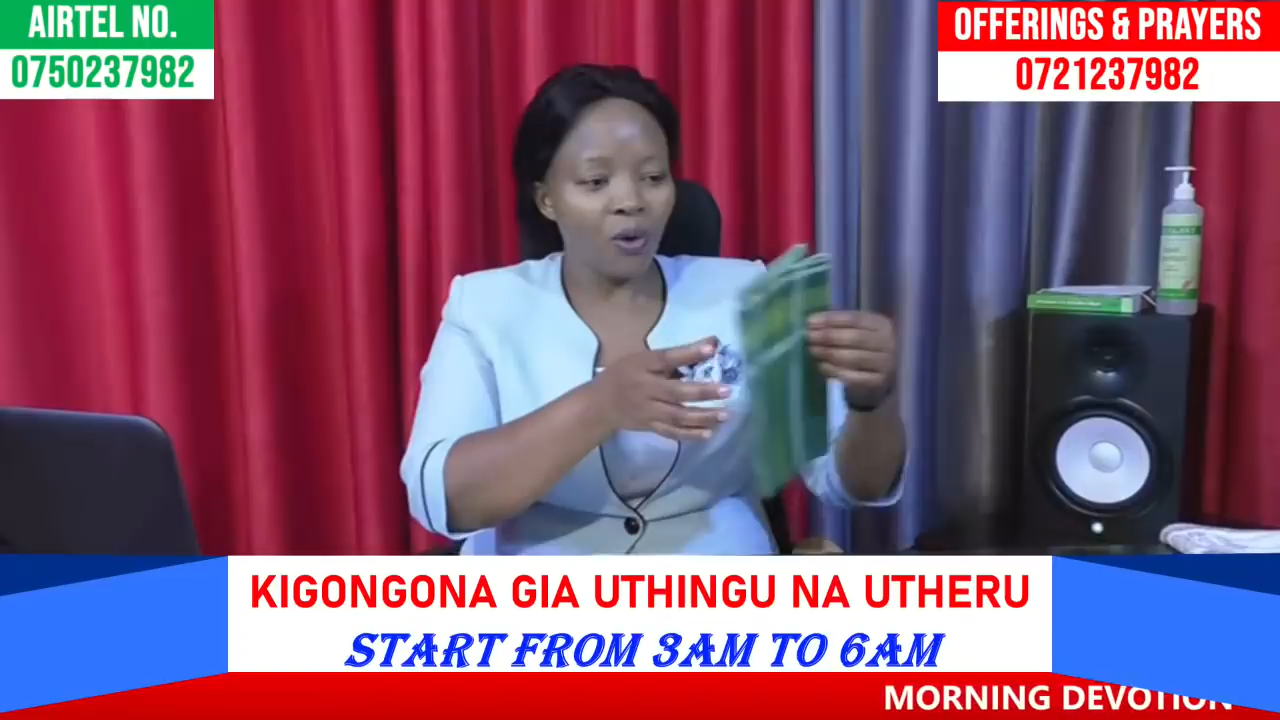 AIRTEL NO.
0750237982
OFFERINGS & PRAYERS
0721237982
KIGONGONA GIA UTHINGU NA UTHERU
START FROM 3AM TO 6AM
MORNING DEVOTION